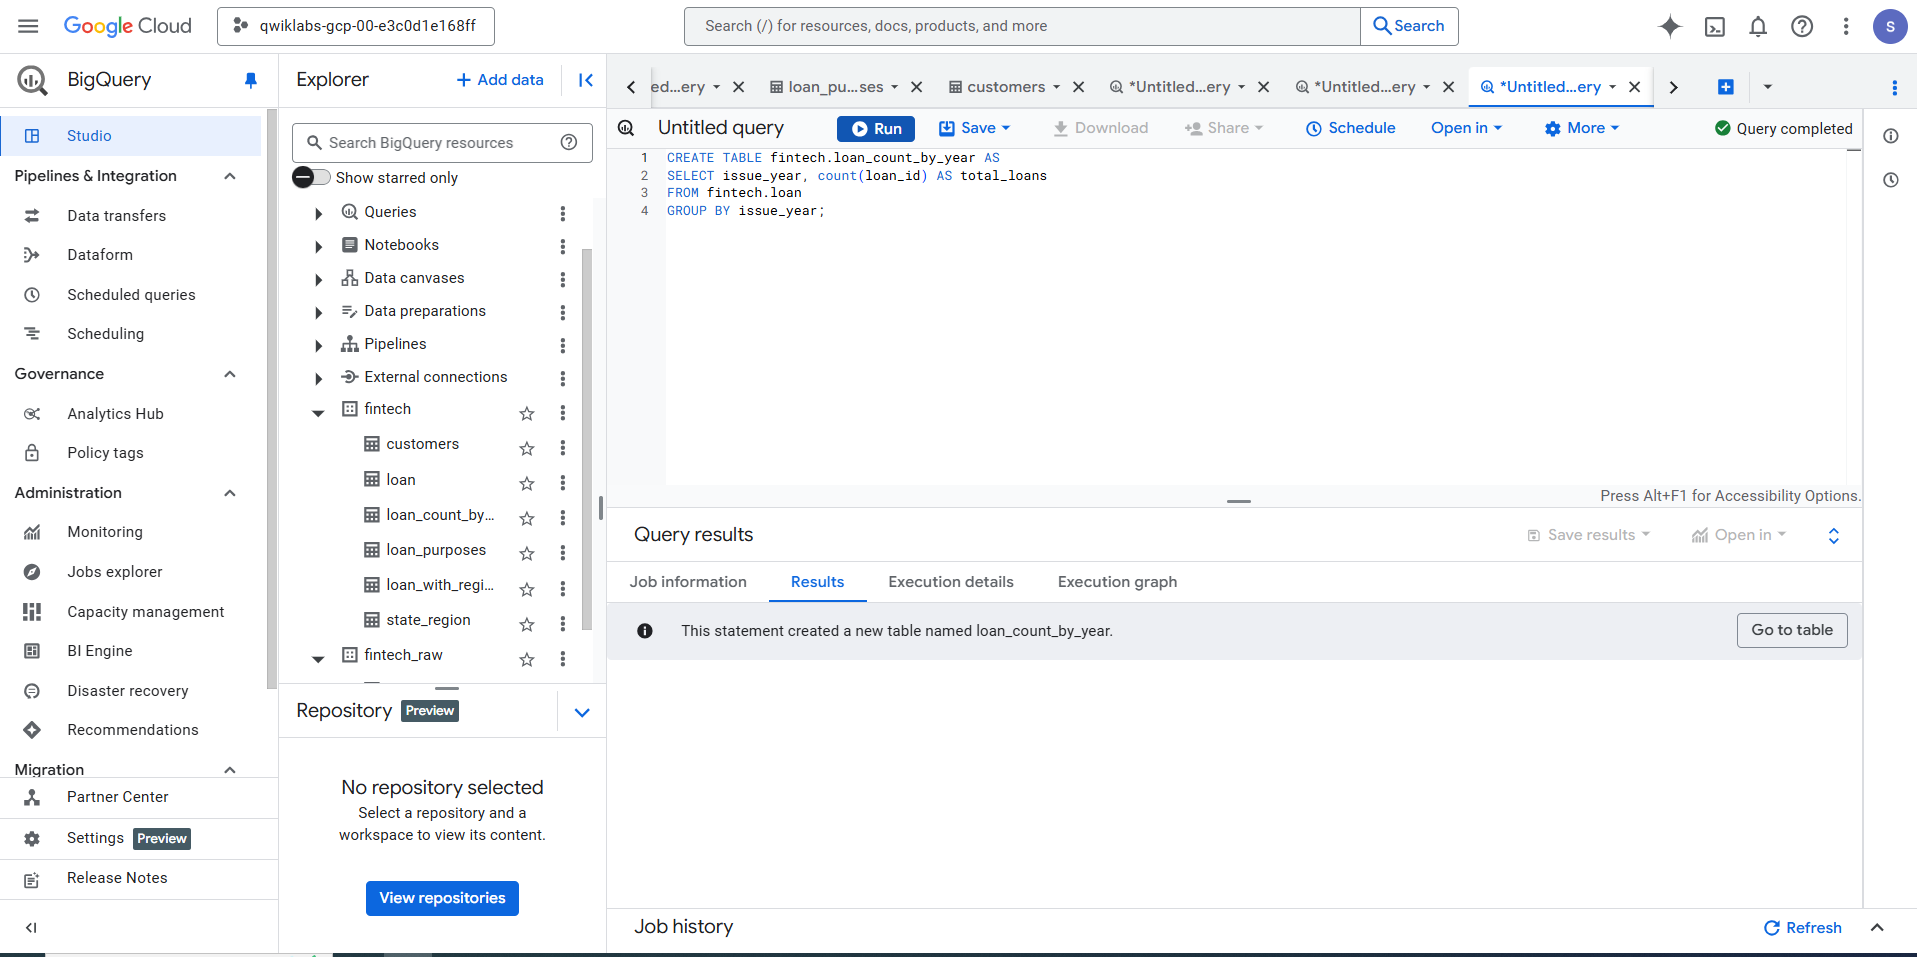 Google Cloud
qwiklabs-gcp-00-e3c0d1e168ff
Search (/) for resources, docs, products, and more
Search
S
BigQuery
Studio
Pipelines & Integration
Data transfers
Dataform
Scheduled queries
Scheduling
Governance
Analytics Hub
Policy tags
Administration
Monitoring
Jobs explorer
Capacity management
BI Engine
Disaster recovery
Recommendations
Migration
Partner Center
Settings Preview
Release Notes
Explorer
+ Add data
Search BigQuery resources
Show starred only
Queries
Notebooks
Data canvases
Data preparations
Pipelines
External connections
fintech
customers
loan
loan_count_by...
loan_purposes
loan_with_regi...
state_region
fintech_raw
Repository Preview
No repository selected
Select a repository and a
workspace to view its content.
View repositories
ed...ery
loan_pu...ses
customers
*Untitled...ery
*Untitled...ery
*Untitled...ery
Untitled query
Run
Save
Download
Share
Schedule
Open in
More
Query completed
1 CREATE TABLE fintech.loan_count_by_year AS
2 SELECT issue_year, count(loan_id) AS total_loans
3 FROM fintech.loan
4 GROUP BY issue_year;
Press Alt+F1 for Accessibility Options.
Query results
Save results
Open in
Job information
Results
Execution details
Execution graph
This statement created a new table named loan_count_by_year.
Go to table
Job history
Refresh